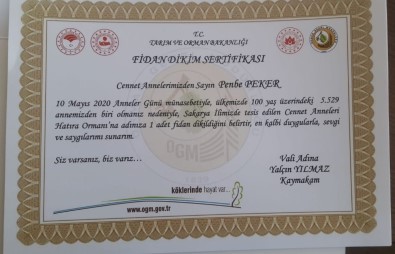 T.C.
TARIM VE ORMAN BAKANLIĞI
FİDAN DİKİM SERTİFİKASI
Cennet Annelerimizden Sayın Penbe PEKER
10 Mayıs 2020 Anneler Günü münasebetiyle, ülkemizde 100 yaş üzerindeki 5.529
annemizden biri olmanız nedeniyle, Sakarya İlimizde tesis edilen Cennet Anneleri
Hatıra Ormanı'na adınıza 1 adet fidan dikildiğini belirtir, en kalbi duygularla, sevgi
ve saygılarımı sunarım.
Siz varsanız, biz varız...
Vali Adına
Yalçın YILMAZ
Kaymakam
OGM
köklerinde hayat var...
www.ogm.gov.tr